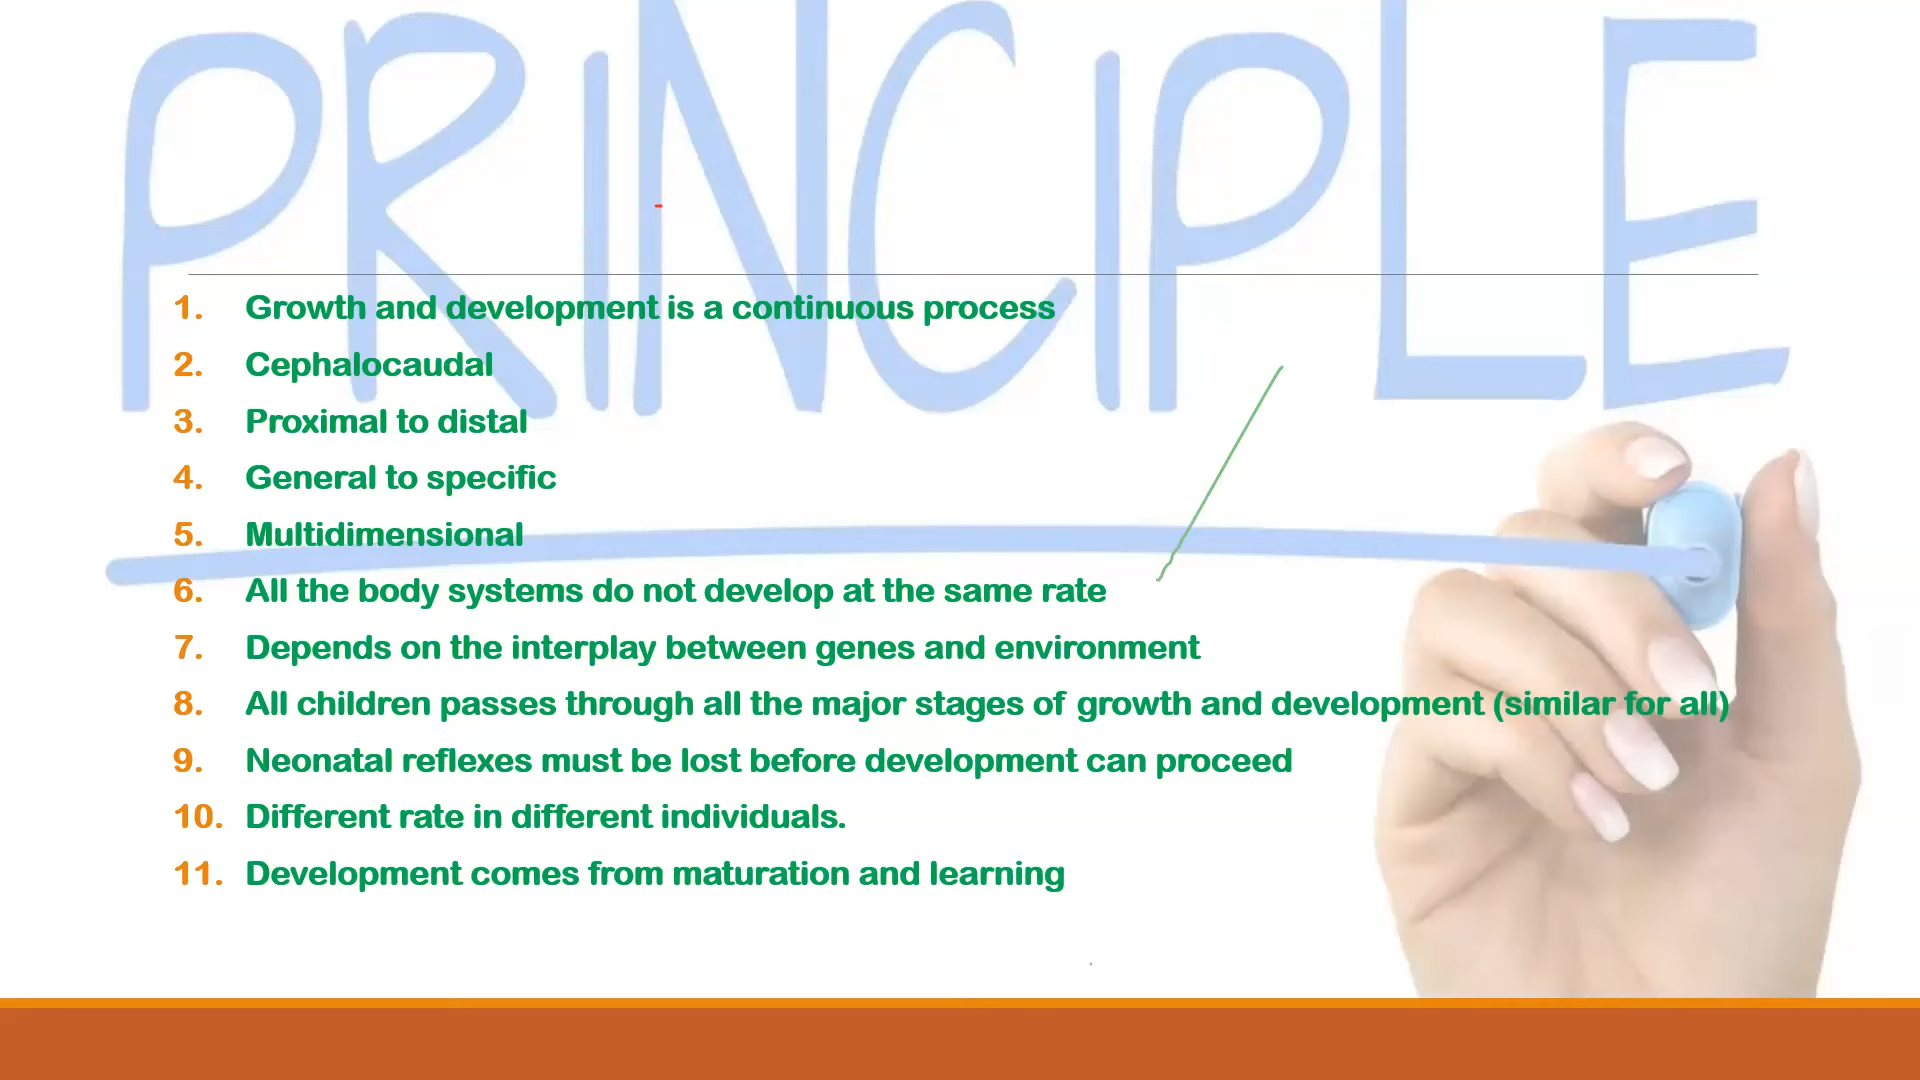 PRINCIPLE
1. Growth and development is a continuous process
2. Cephalocaudal
3. Proximal to distal
4. General to specific
5. Multidimensional
6. All the body systems do not develop at the same rate
7. Depends on the interplay between genes and environment
8. All children passes through all the major stages of growth and development (similar for all)
9. Neonatal reflexes must be lost before development can proceed
10. Different rate in different individuals.
11. Development comes from maturation and learning